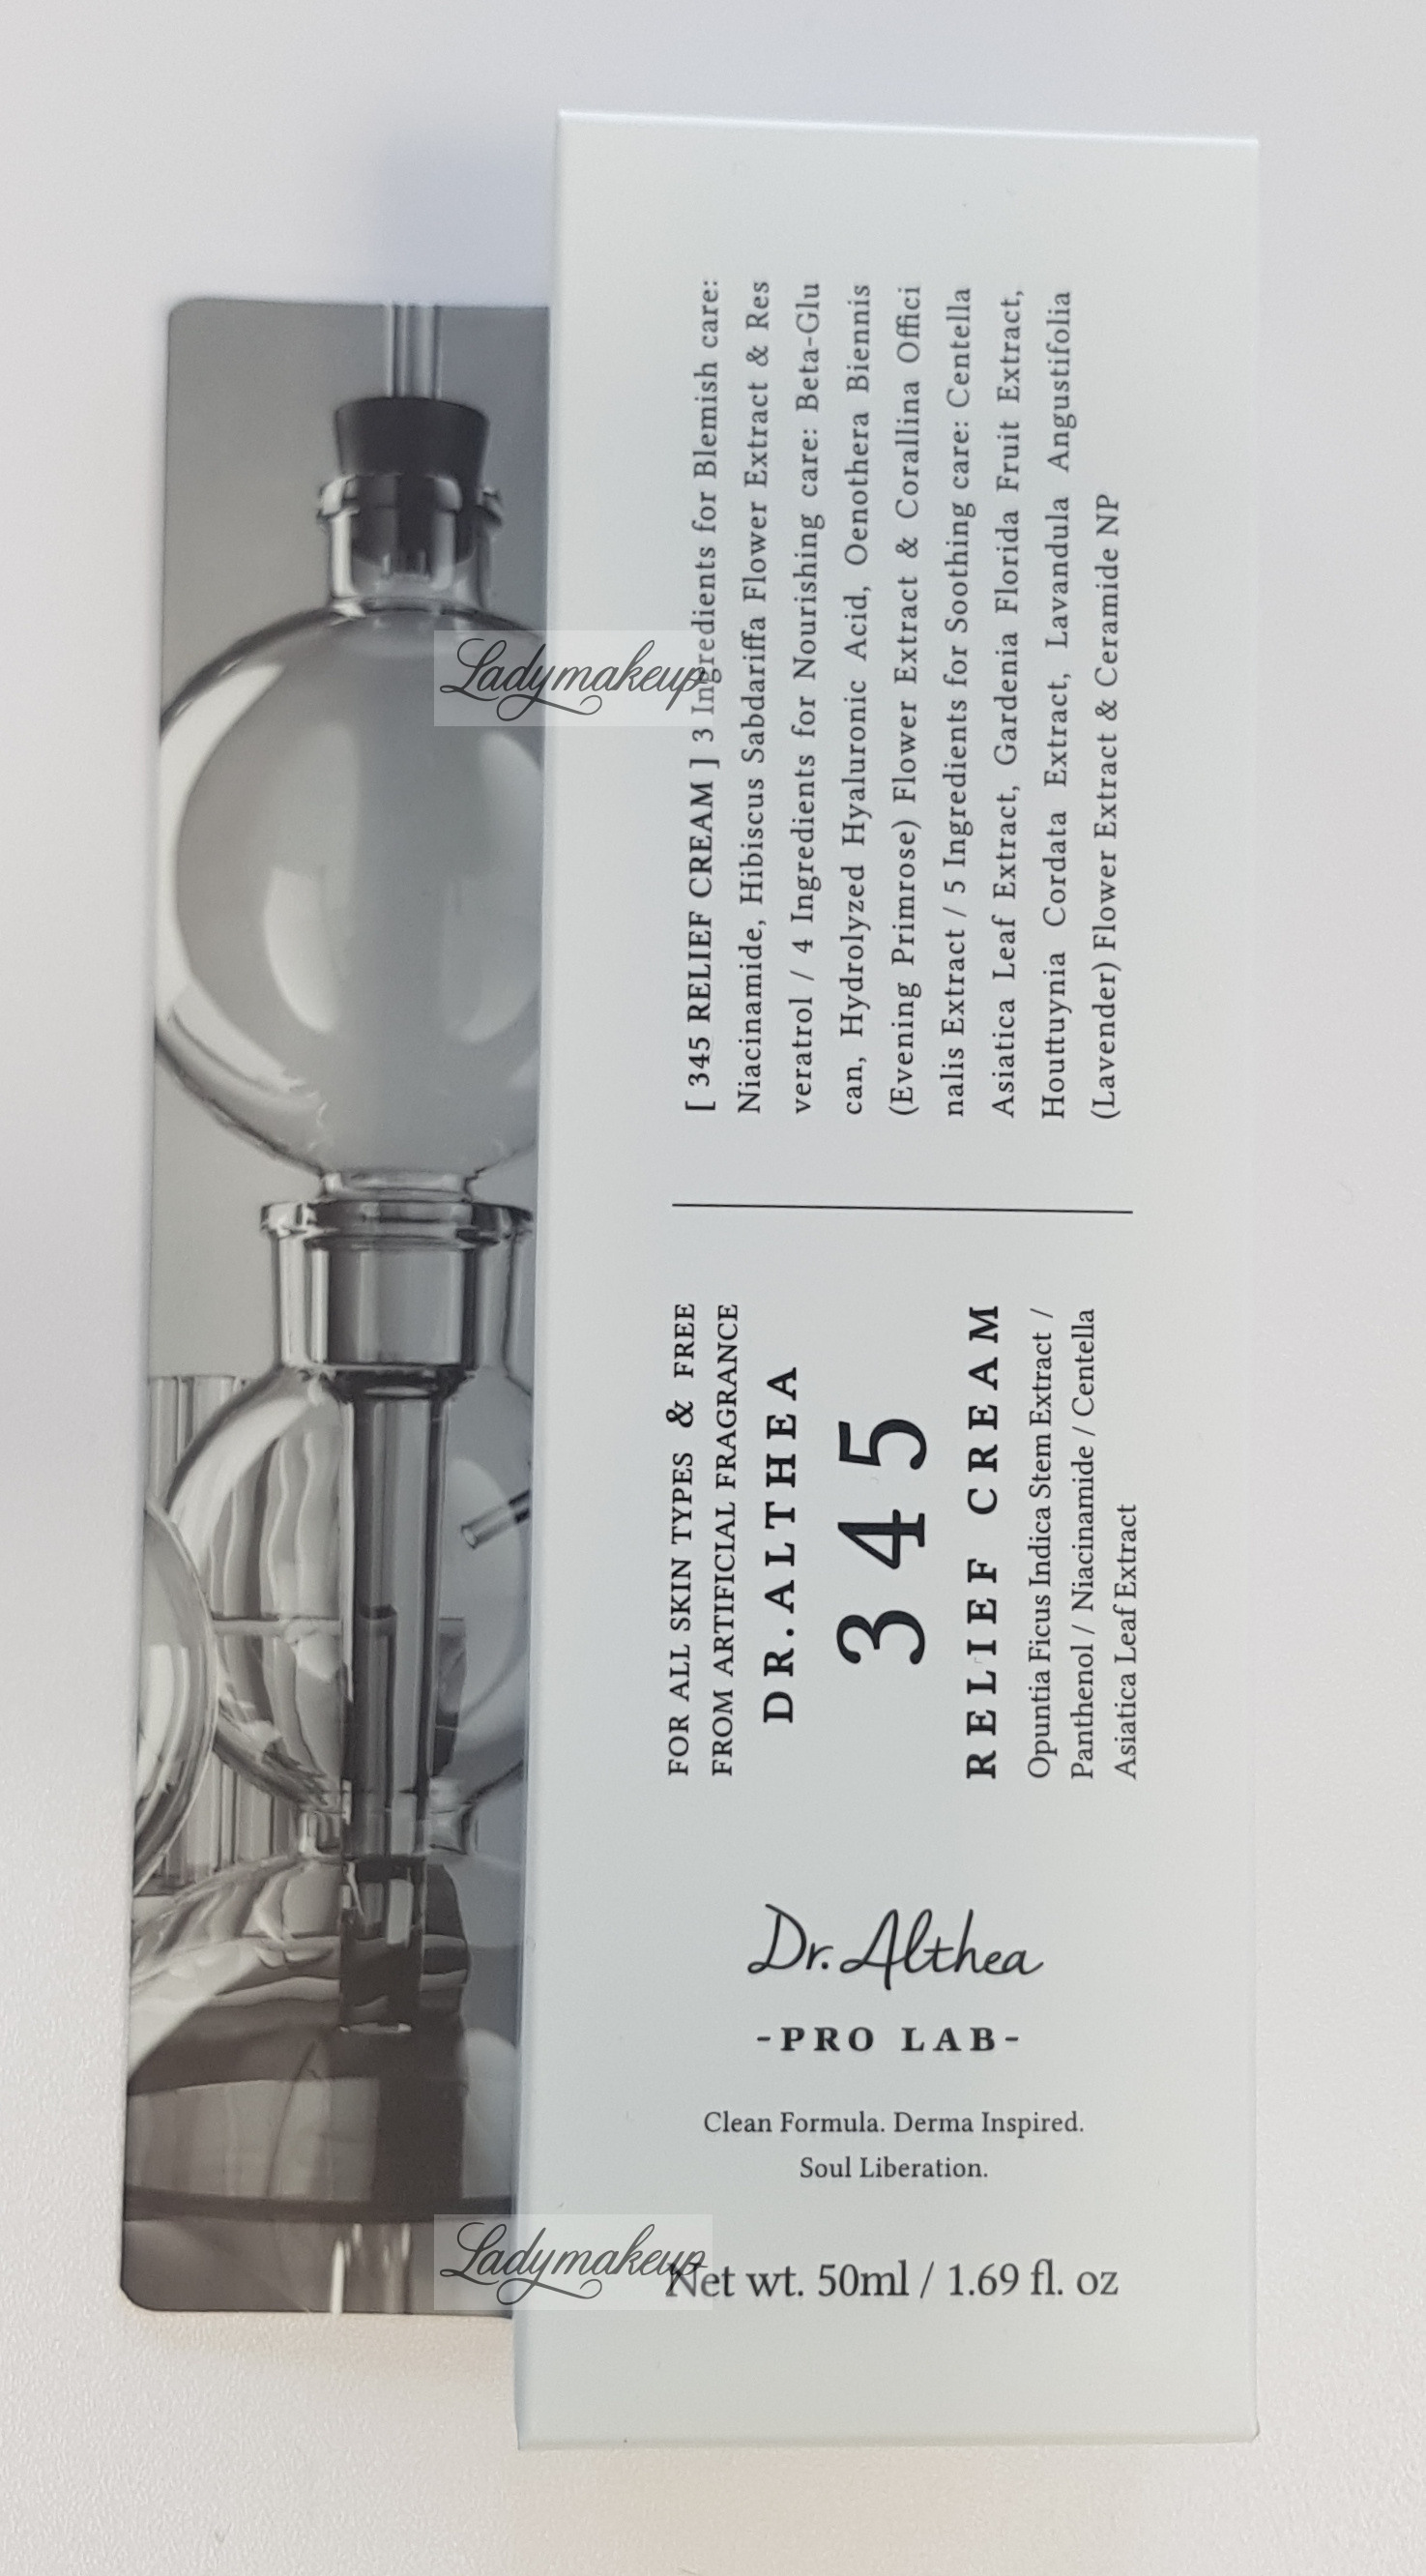 [ 345 RELIEF CREAM ] 3 Ingredients for Blemish care:
Niacinamide, Hibiscus Sabdariffa Flower Extract & Res
veratrol / 4 Ingredients for Nourishing care: Beta-Glu
can, Hydrolyzed Hyaluronic Acid, Oenothera Biennis
(Evening Primrose) Flower Extract & Corallina Offici
nalis Extract / 5 Ingredients for Soothing care: Centella
Asiatica Leaf Extract, Gardenia Florida Fruit Extract,
Houttuynia Cordata Extract, Lavandula Angustifolia
(Lavender) Flower Extract & Ceramide NP
FOR ALL SKIN TYPES & FREE
FROM ARTIFICIAL FRAGRANCE
DR.ALTHEA
345
RELIEF CREAM
Opuntia Ficus Indica Stem Extract /
Panthenol / Niacinamide / Centella
Asiatica Leaf Extract
Dr. Althea
-PRO LAB-
Clean Formula. Derma Inspired.
Soul Liberation.
Net wt. 50ml / 1.69 fl. oz
Ladymakeup
Ladymakeup